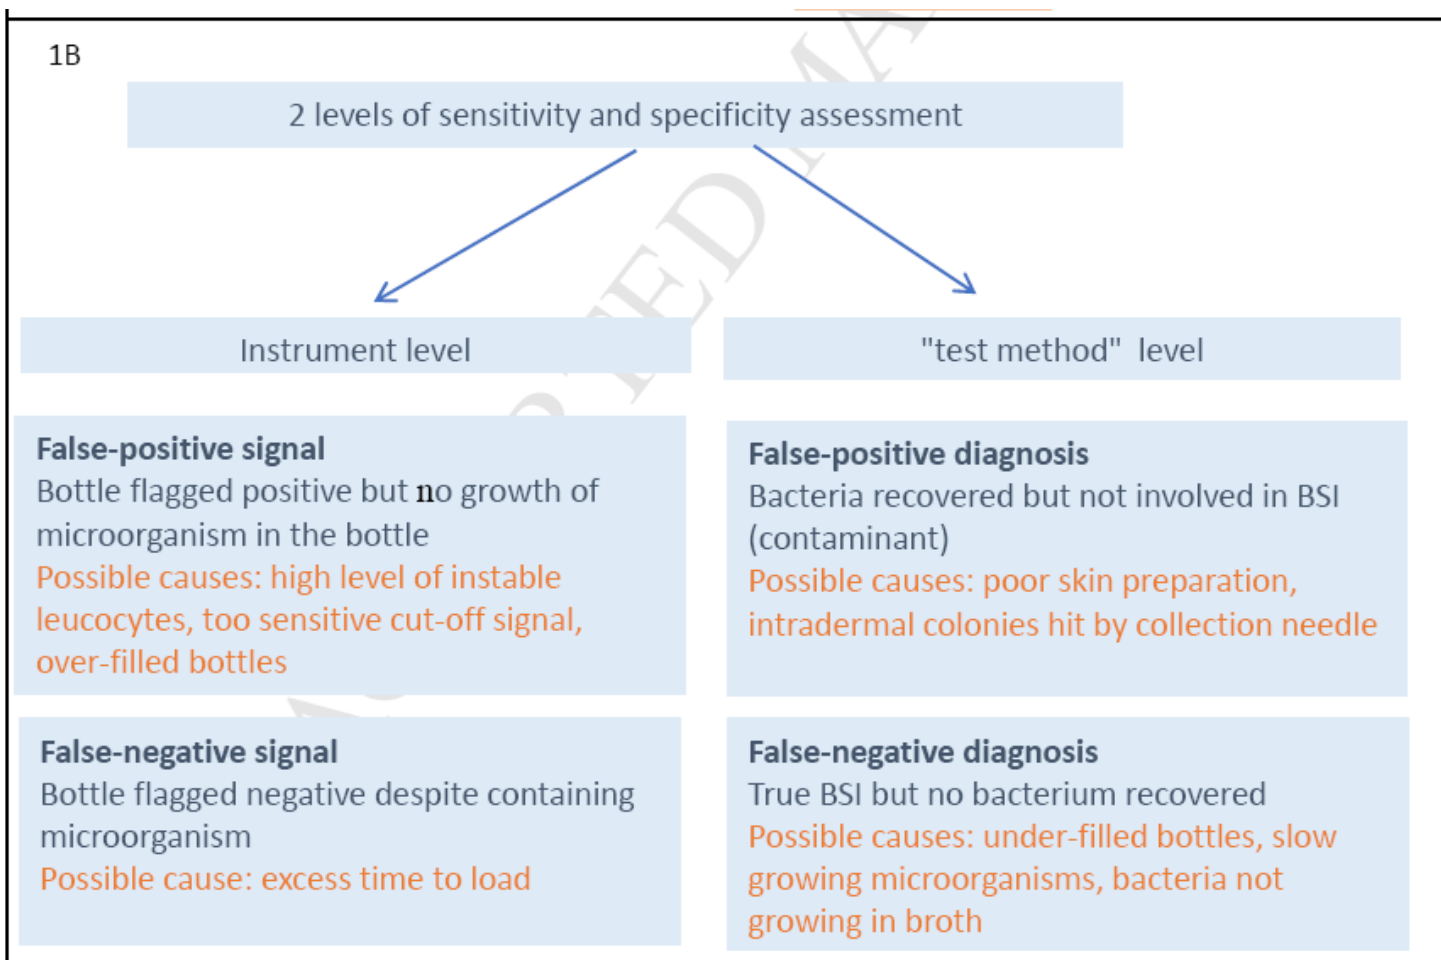 1B
2 levels of sensitivity and specificity assessment
Instrument level
"test method" level
False-positive signal
Bottle flagged positive but no growth of
microorganism in the bottle
Possible causes: high level of instable
leucocytes, too sensitive cut-off signal,
over-filled bottles
False-positive diagnosis
Bacteria recovered but not involved in BSI
(contaminant)
Possible causes: poor skin preparation,
intradermal colonies hit by collection needle
False-negative signal
Bottle flagged negative despite containing
microorganism
Possible cause: excess time to load
False-negative diagnosis
True BSI but no bacterium recovered
Possible causes: under-filled bottles, slow
growing microorganisms, bacteria not
growing in broth